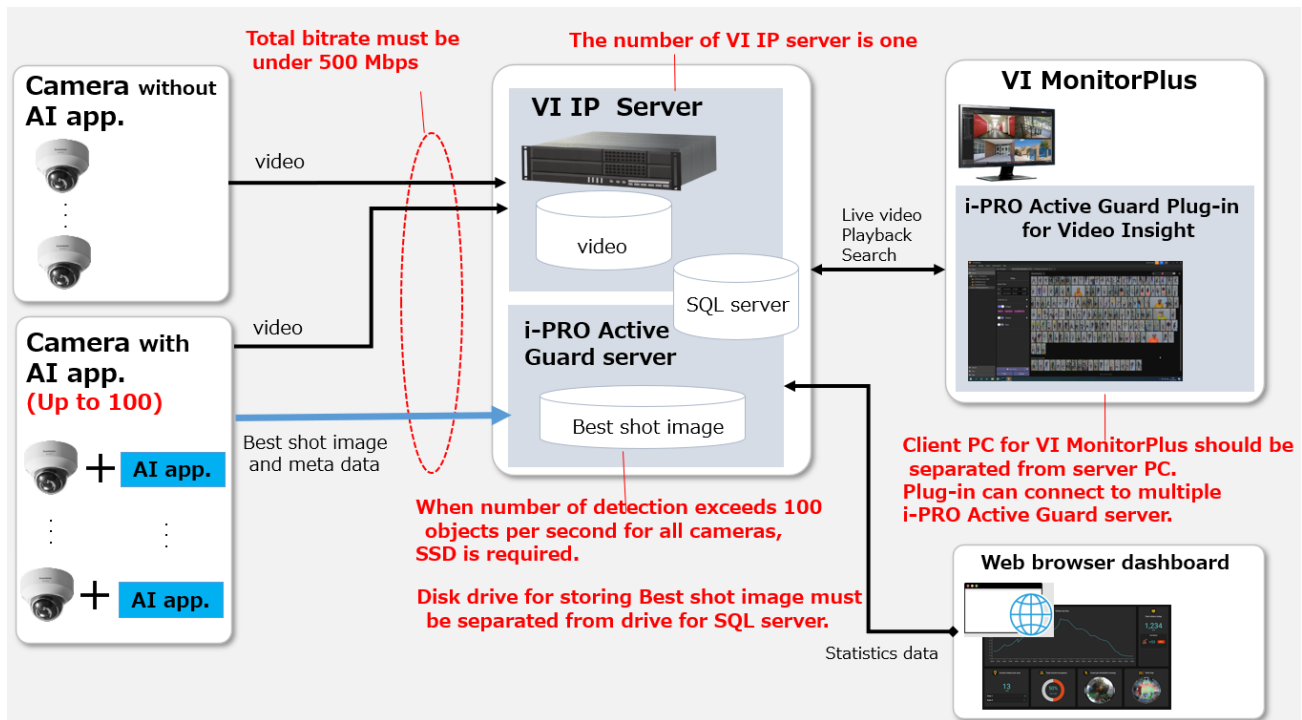 Total bitrate must be
under 500 Mbps
The number of VI IP server is one
Camera without
AI app.
video
VI IP Server
video
SQL server
i-PRO Active
Guard server
Best shot image
Live video
Playback
Search
VI MonitorPlus
i-PRO Active Guard Plug-in
for Video Insight
Camera with
AI app.
(Up to 100)
video
Best shot image
and meta data
+ AI app.
+ AI app.
When number of detection exceeds 100
objects per second for all cameras,
SSD is required.
Disk drive for storing Best shot image must
be separated from drive for SQL server.
Client PC for VI MonitorPlus should be
separated from server PC.
Plug-in can connect to multiple
i-PRO Active Guard server.
Web browser dashboard
Statistics data
1,234
13